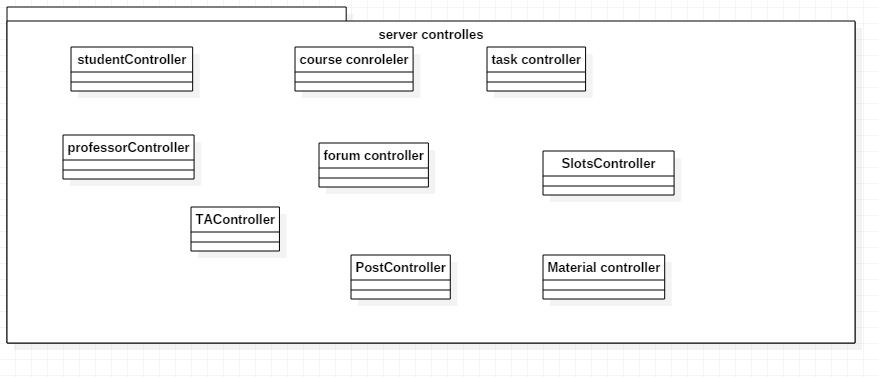 server controlles
studentController
course conroleler
task controller
professorController
forum controller
SlotsController
TAController
PostController
Material controller